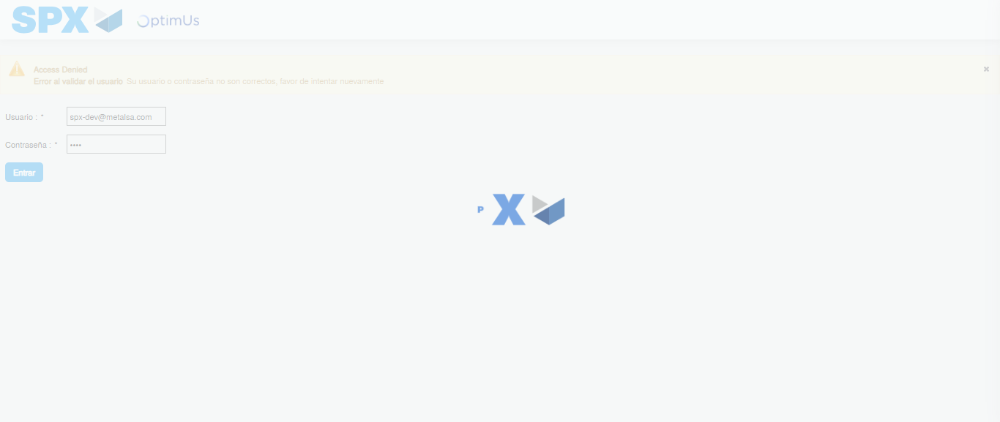 SPX OptimUs
Access Denied
Error al validar el usuario Su usuario o contraseña no son correctos, favor de intentar nuevamente
Usuario : * spx-dev@metalsa.com
Contraseña : * ••••
Entrar
P X